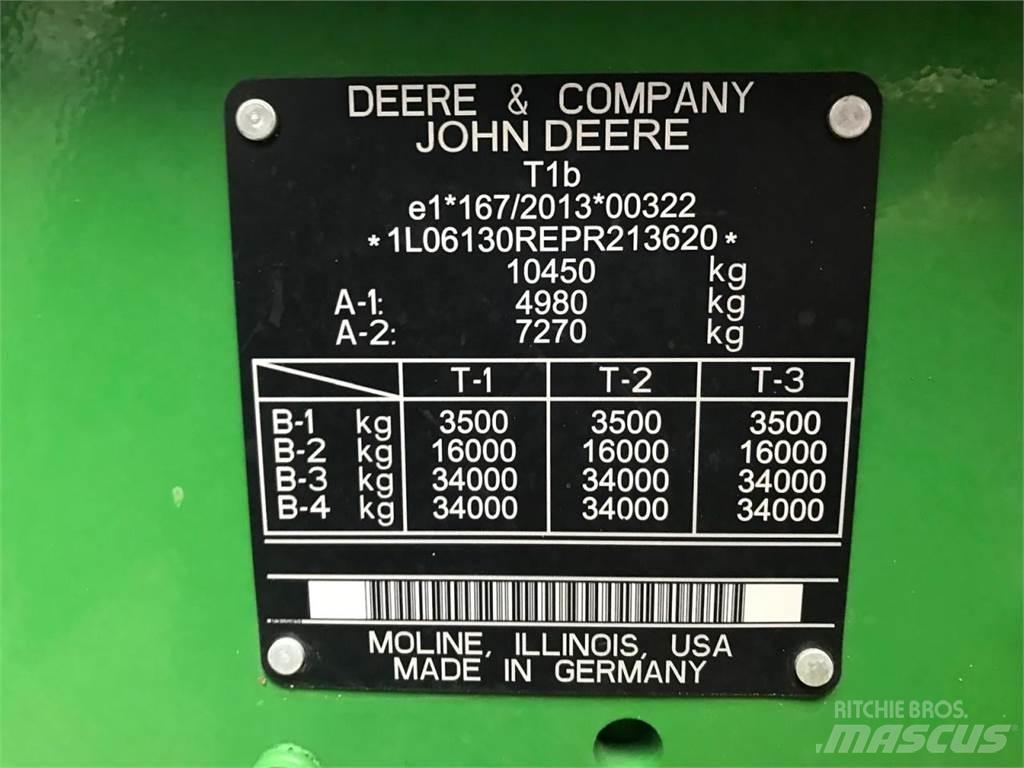 DEERE & COMPANY
JOHN DEERE
T1b
e1*167/2013*00322
*1L06130REPR213620*
10450 kg
A-1: 4980 kg
A-2: 7270 kg
T-1 T-2 T-3
B-1 kg 3500 3500 3500
B-2 kg 16000 16000 16000
B-3 kg 34000 34000 34000
B-4 kg 34000 34000 34000
MOLINE, ILLINOIS, USA
MADE IN GERMANY
RITCHIE BROS.
MASCUS